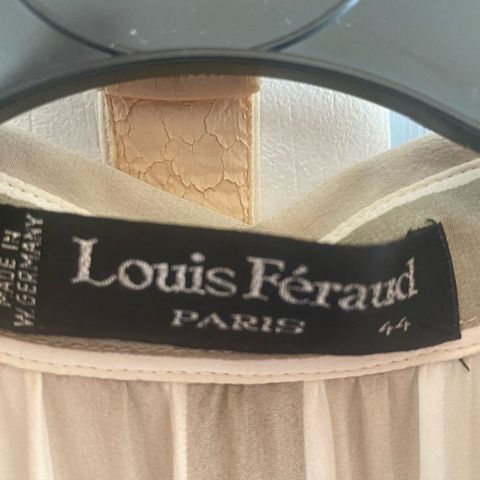 MADE IN
W. GERMANY
Louis Féraud
PARIS
44